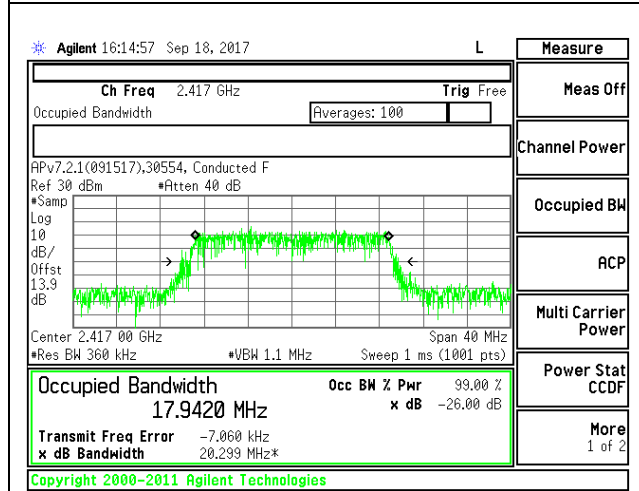 Agilent 16:14:57 Sep 18, 2017 L Measure
Ch Freq 2.417 GHz Trig Free
Meas Off
Occupied Bandwidth Averages: 100
Channel Power
APv7.2.1(091517),30554, Conducted F
Ref 30 dBm #Atten 40 dB
#Samp
Log
10
dB/
Offst
13.9
dB
Occupied BW
ACP
Multi Carrier
Power
Center 2.417 00 GHz Span 40 MHz
#Res BW 360 kHz #VBW 1.1 MHz Sweep 1 ms (1001 pts)
Power Stat
CCDF
Occupied Bandwidth Occ BW % Pwr 99.00 %
17.9420 MHz x dB -26.00 dB
Transmit Freq Error -7.060 kHz
x dB Bandwidth 20.299 MHz*
More
1 of 2
Copyright 2000-2011 Agilent Technologies